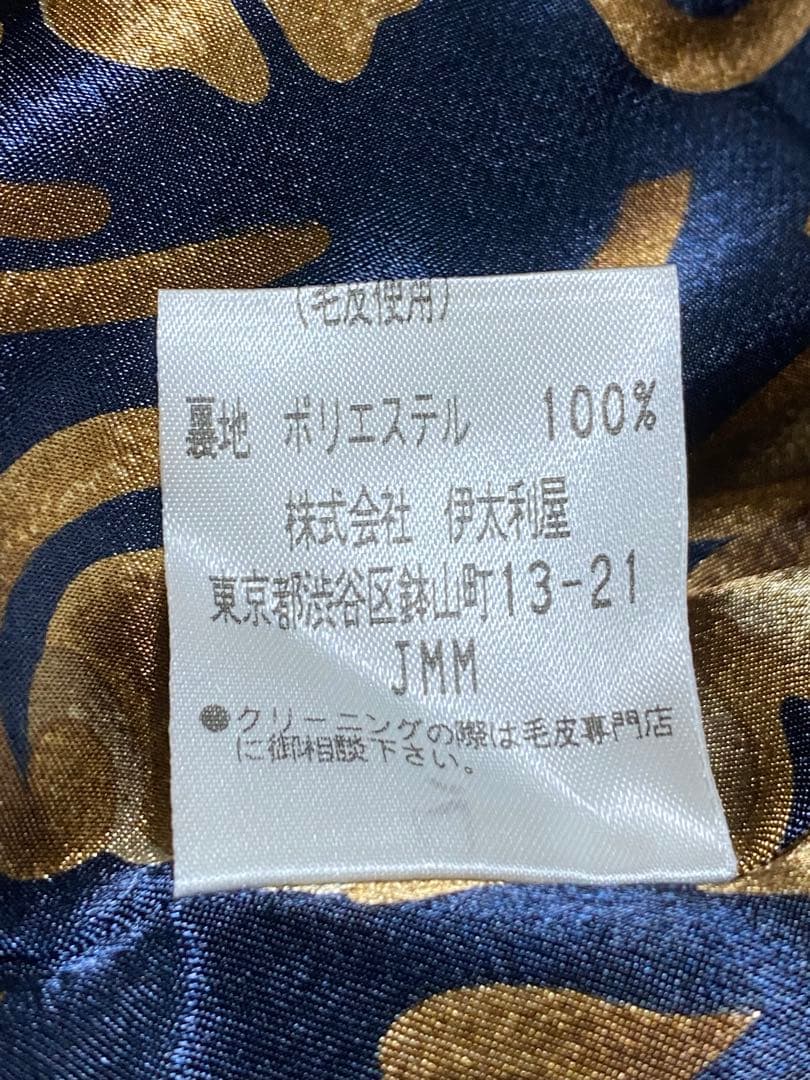 (毛皮使用)
裏地 ポリエステル 100%
株式会社 伊太利屋
東京都渋谷区鉢山町13-21
JMM
●クリーニングの際は毛皮専門店
に御相談下さい。